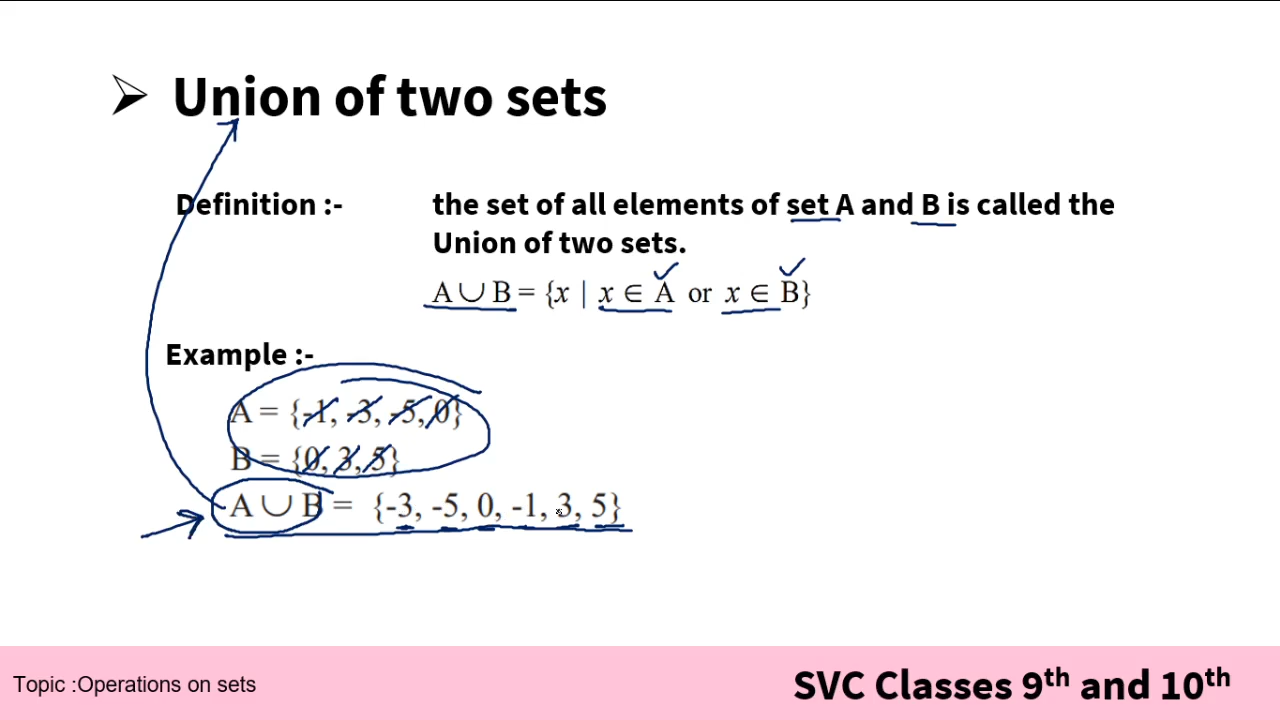 ➢ Union of two sets
Definition :- the set of all elements of set A and B is called the
Union of two sets.
A ∪ B = {x | x ∈ A or x ∈ B}
Example :-
A = {-1, -3, -5, 0}
B = {0, 3, 5}
A ∪ B = {-3, -5, 0, -1, 3, 5}
Topic :Operations on sets
SVC Classes 9th and 10th